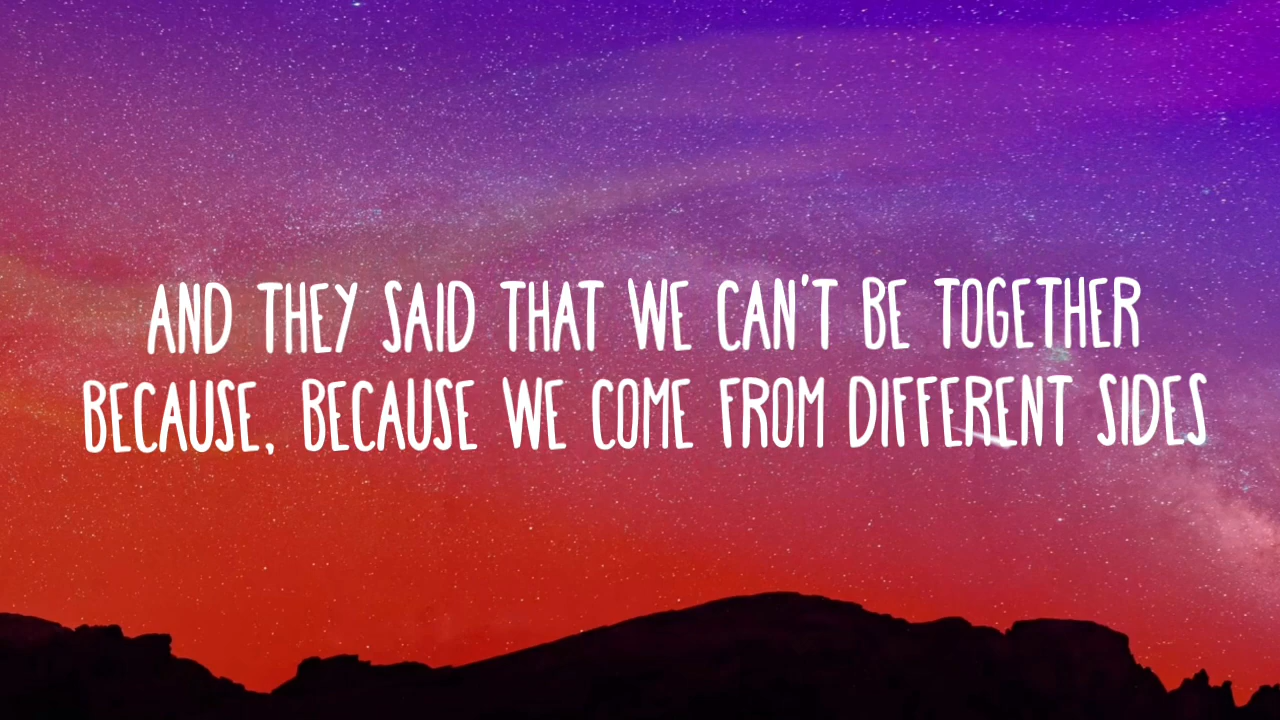 AND THEY SAID THAT WE CAN'T BE TOGETHER
BECAUSE, BECAUSE WE COME FROM DIFFERENT SIDES